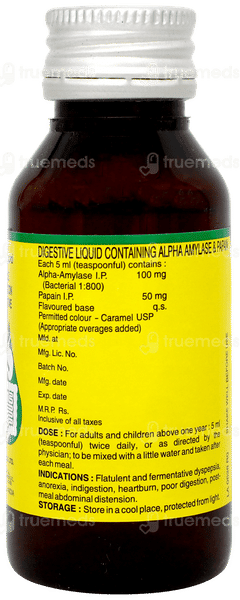 DIGESTIVE LIQUID CONTAINING ALPHA AMYLASE & PAPAIN
Each 5 ml (teaspoonful) contains :
Alpha-Amylase I.P. 100 mg
(Bacterial 1:800)
Papain I.P. 50 mg
Flavoured base q.s.
Permitted colour - Caramel USP
(Appropriate overages added)
Mfd. at
Mfg. Lic. No.
Batch No.
Mfg. date
Exp. date
M.R.P. Rs.
Inclusive of all taxes
DOSE : For adults and children above one year : 5 ml
(teaspoonful) twice daily, or as directed by the
physician; to be mixed with a little water and taken after
each meal.
INDICATIONS : Flatulent and fermentative dyspepsia,
anorexia, indigestion, heartburn, poor digestion, post-
meal abdominal distension.
STORAGE : Store in a cool place, protected from light.
truemeds
truemeds
truemeds
truemeds